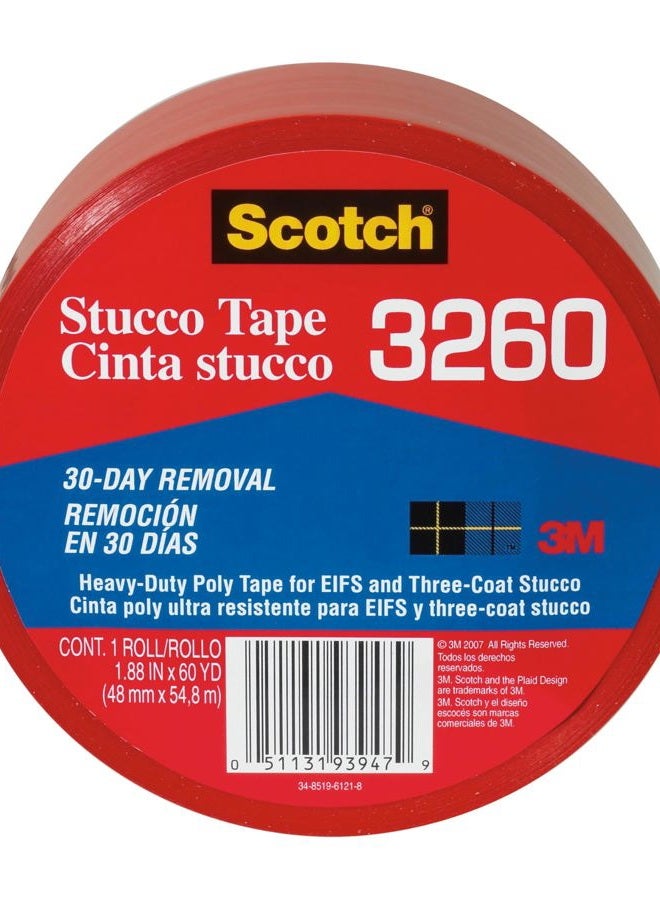 Scotch®
Stucco Tape 3260
Cinta stucco
30-DAY REMOVAL
REMOCIÓN
EN 30 DÍAS
™ 3M
Heavy-Duty Poly Tape for EIFS and Three-Coat Stucco
Cinta poly ultra resistente para EIFS y three-coat stucco
CONT. 1 ROLL/ROLLO
1.88 IN x 60 YD
(48 mm x 54,8 m)
© 3M 2007 All Rights Reserved.
Todos los derechos
reservados.
3M. Scotch and the Plaid Design
are trademarks of 3M.
3M. Scotch y el diseño
escocés son marcas
comerciales de 3M.
0 51131 93947 9
34-8519-6121-8